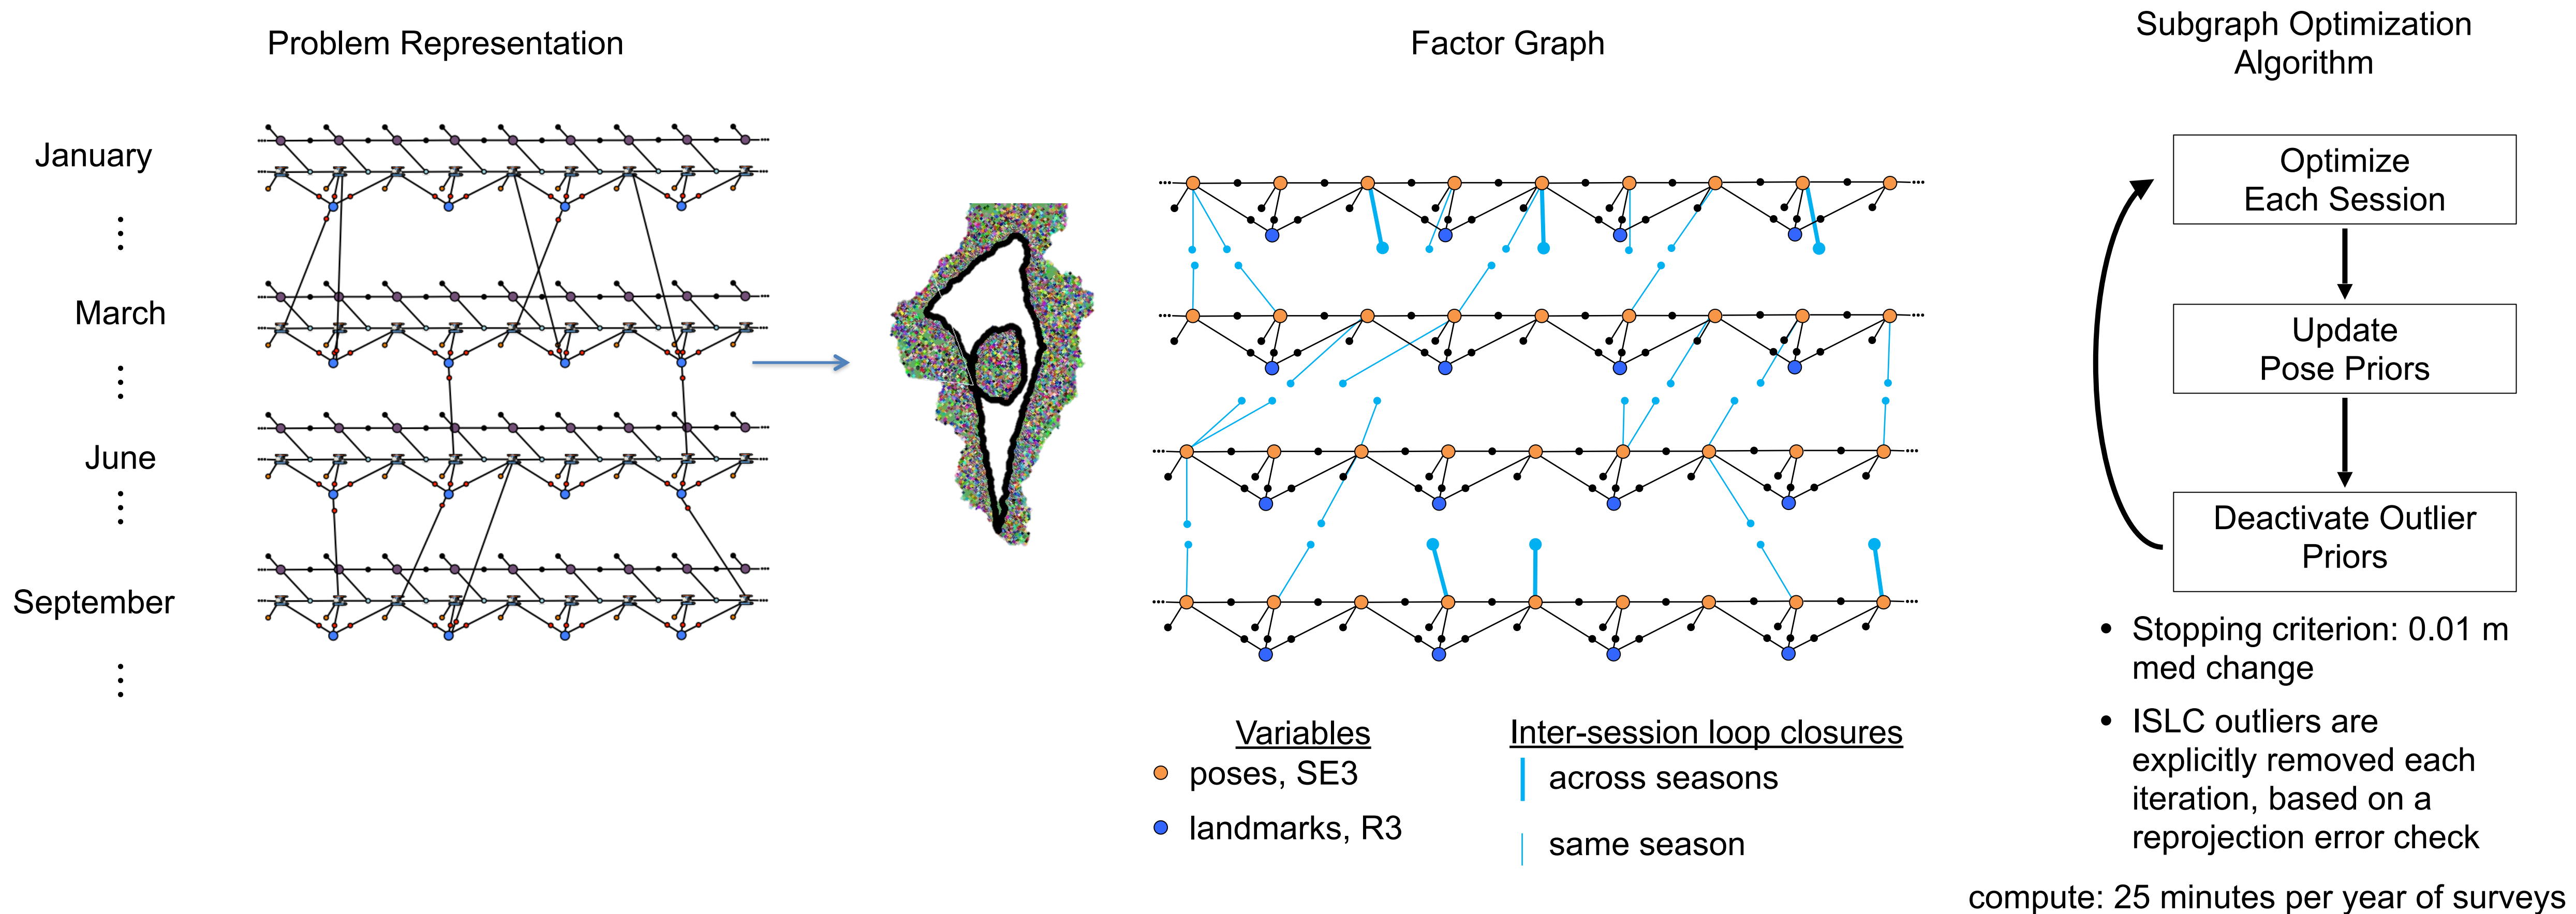 Problem Representation
January
March
June
September
Factor Graph
Variables
poses, SE3
landmarks, R3
Inter-session loop closures
across seasons
same season
Subgraph Optimization
Algorithm
Optimize
Each Session
Update
Pose Priors
Deactivate Outlier
Priors
• Stopping criterion: 0.01 m
med change
• ISLC outliers are
explicitly removed each
iteration, based on a
reprojection error check
compute: 25 minutes per year of surveys